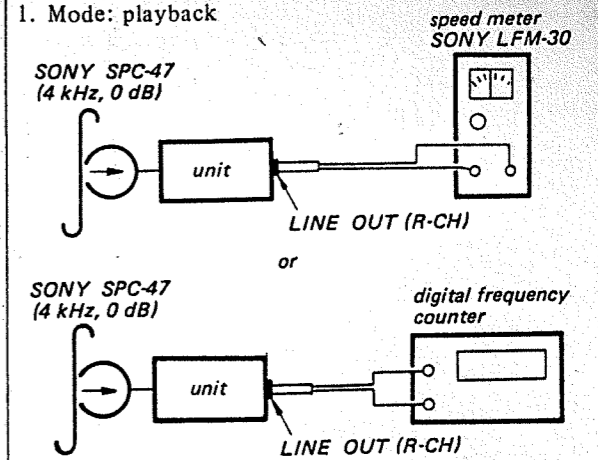 1. Mode: playback
speed meter
SONY LFM-30
SONY SPC-47
(4 kHz, 0 dB)
unit
LINE OUT (R-CH)
or
SONY SPC-47
(4 kHz, 0 dB)
digital frequency
counter
unit
LINE OUT (R-CH)